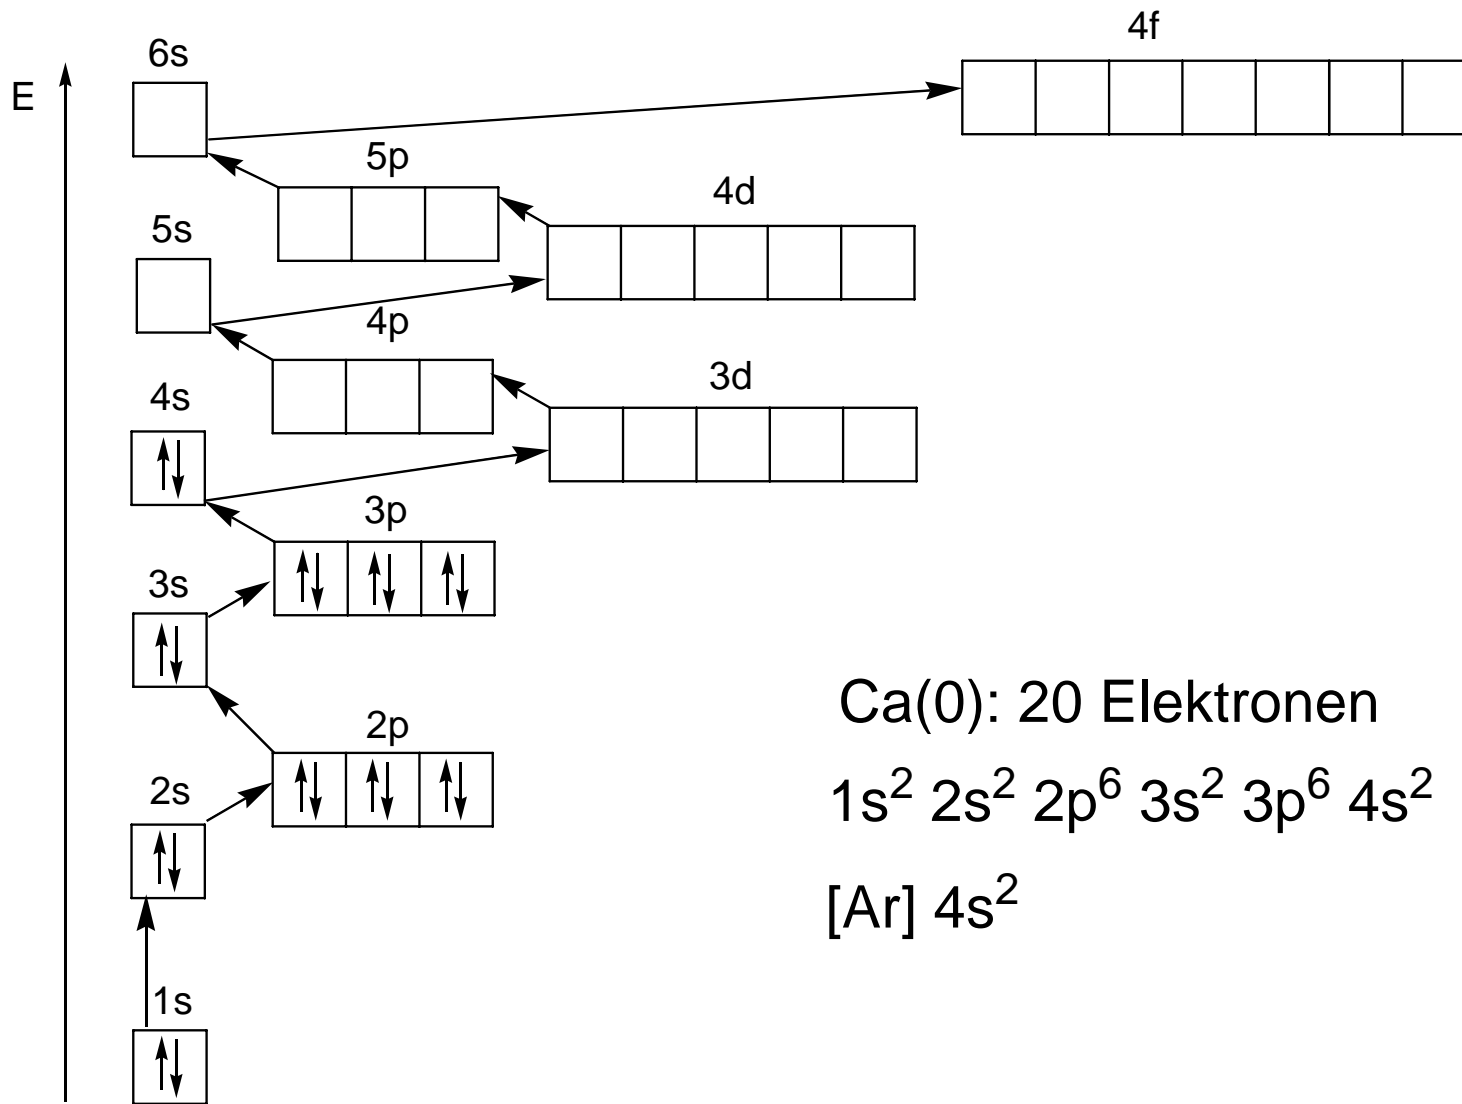 4f
6s
E
5p
4d
5s
4p
3d
4s
3p
3s
2p
2s
1s
Ca(0): 20 Elektronen
1s² 2s² 2p⁶ 3s² 3p⁶ 4s²
[Ar] 4s²